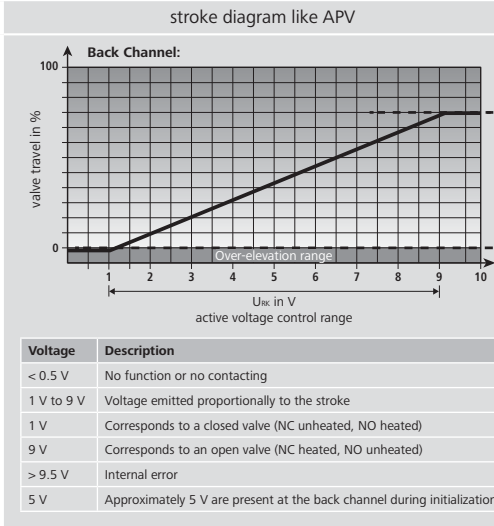 stroke diagram like APV
Back Channel:
100
valve travel in %
0
Over-elevation range
1 2 3 4 5 6 7 8 9 10
URK in V
active voltage control range
Voltage Description
< 0.5 V No function or no contacting
1 V to 9 V Voltage emitted proportionally to the stroke
1 V Corresponds to a closed valve (NC unheated, NO heated)
9 V Corresponds to an open valve (NC heated, NO unheated)
> 9.5 V Internal error
5 V Approximately 5 V are present at the back channel during initialization